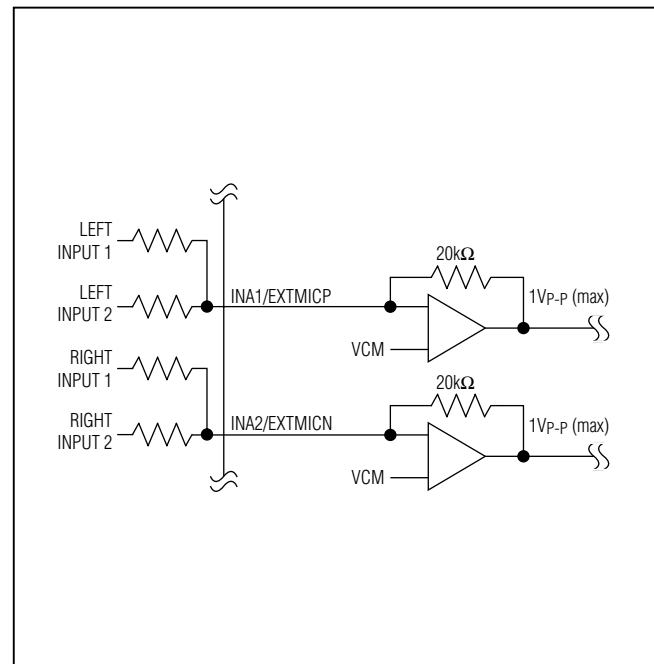 LEFT
INPUT 1
LEFT
INPUT 2
RIGHT
INPUT 1
RIGHT
INPUT 2
INA1/EXTMICP
20kΩ
VCM
1VP-P (max)
INA2/EXTMICN
20kΩ
VCM
1VP-P (max)